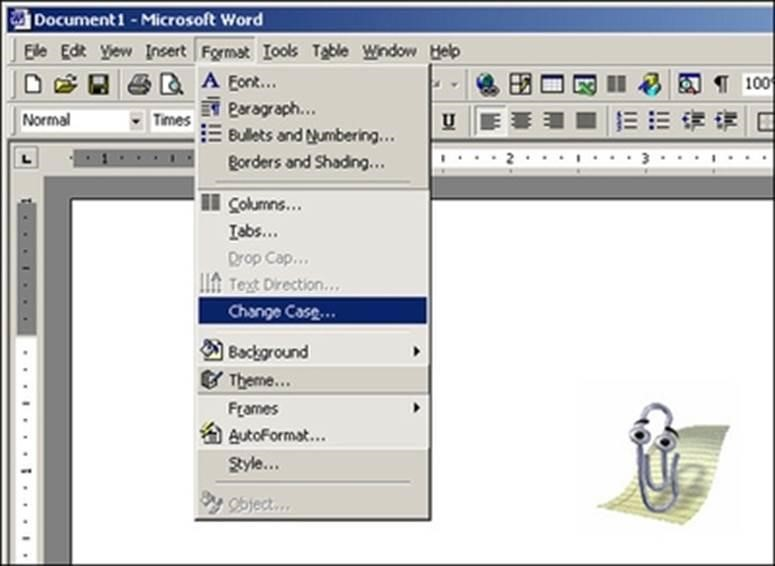 Document1 - Microsoft Word
File Edit View Insert Format Tools Table Window Help
100%
Normal Times
B U
L 1 2 3
Font...
Paragraph...
Bullets and Numbering...
Borders and Shading...
Columns...
Tabs...
Drop Cap...
Text Direction...
Change Case...
Background
Theme...
Frames
AutoFormat...
Style...
Object...